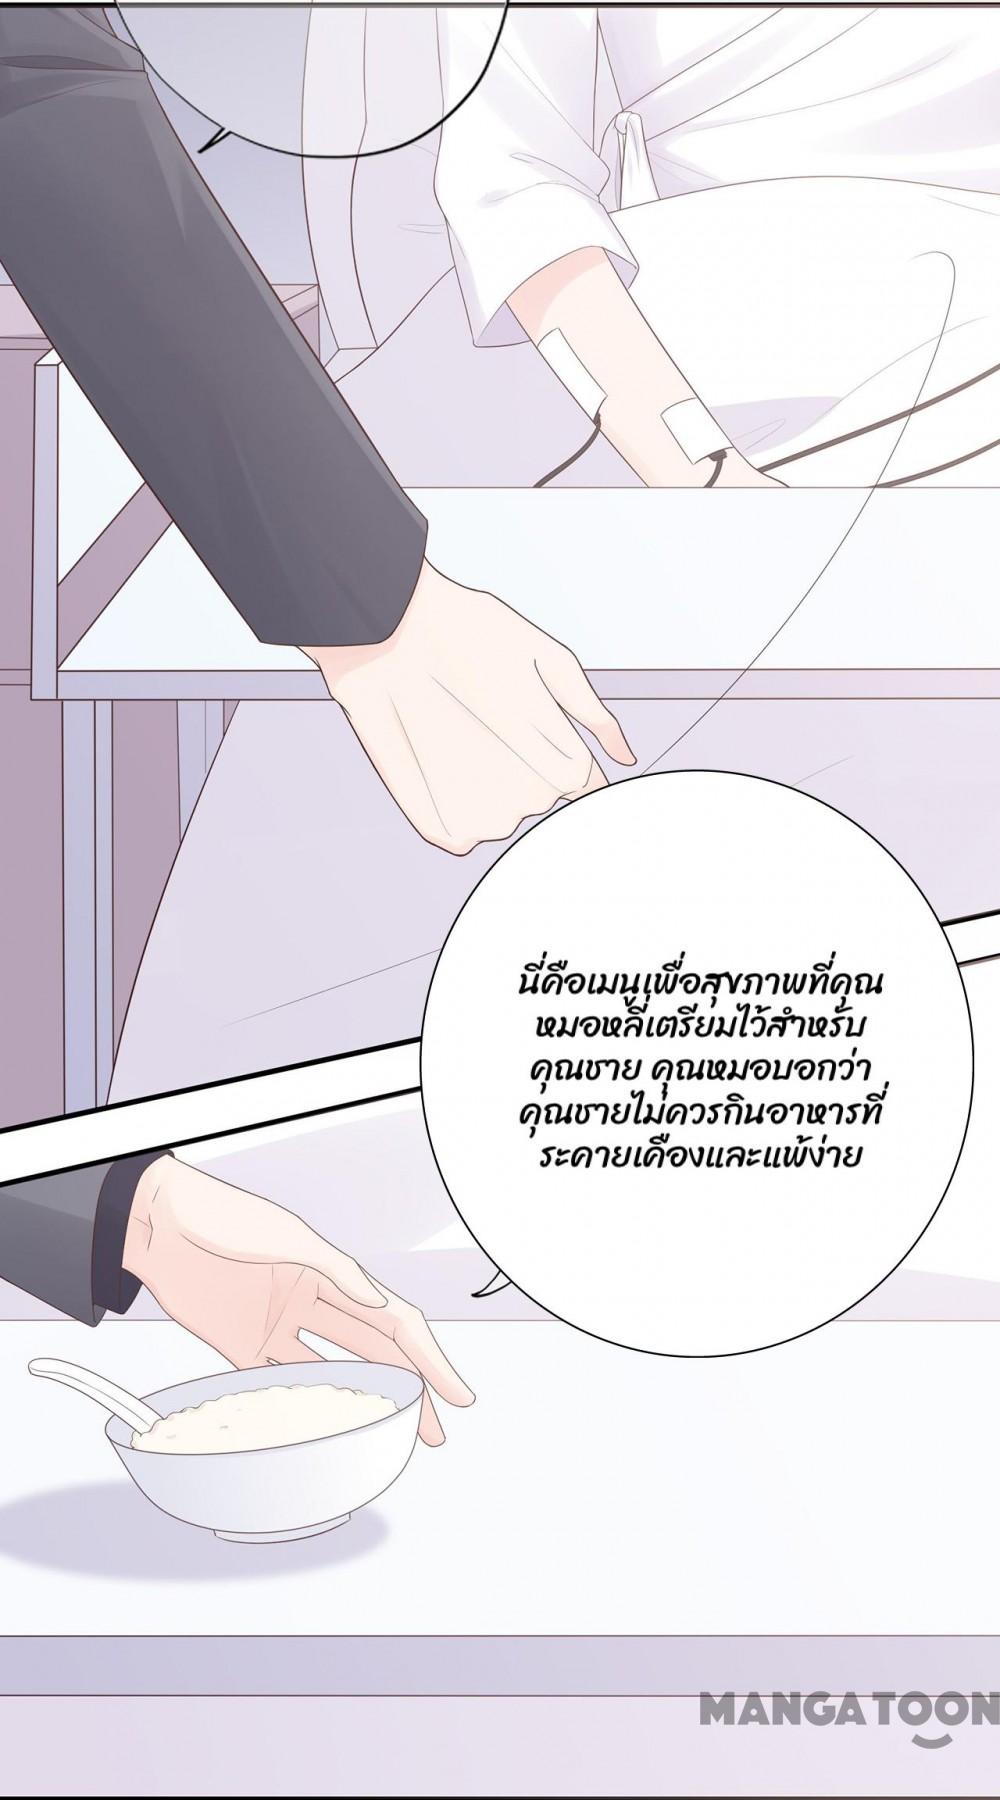 นี่คือเมนูเพื่อสุขภาพที่คุณ
หมอหลี่เตรียมไว้สำหรับ
คุณชาย คุณหมอบอกว่า
คุณชายไม่ควรกินอาหารที่
ระคายเคืองและแพ้ง่าย
MANGATOON